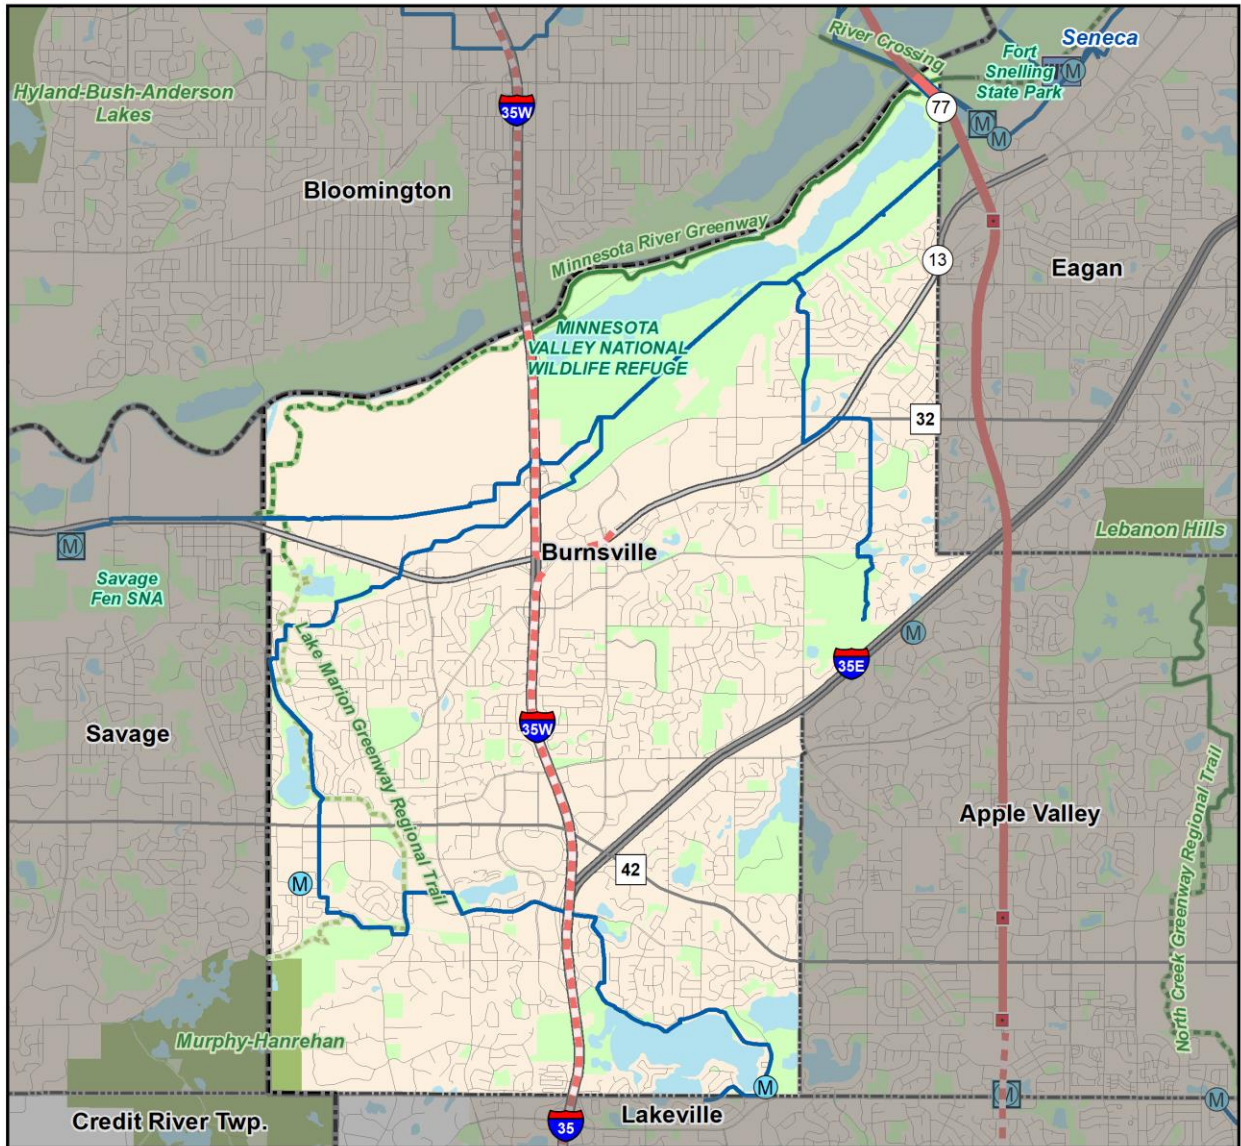 River Crossing
Seneca
Fort
Snelling
State Park
M
Hyland-Bush-Anderson
Lakes
35W
77
M
M
Bloomington
Minnesota River Greenway
13
Eagan
MINNESOTA
VALLEY NATIONAL
WILDLIFE REFUGE
32
Lebanon Hills
M
Burnsville
Savage
Fen SNA
M
35E
Lake Marion Greenway Regional Trail
35W
Savage
Apple Valley
North Creek Greenway Regional Trail
42
M
Murphy-Hanrehan
M
M
M
Credit River Twp.
35
Lakeville